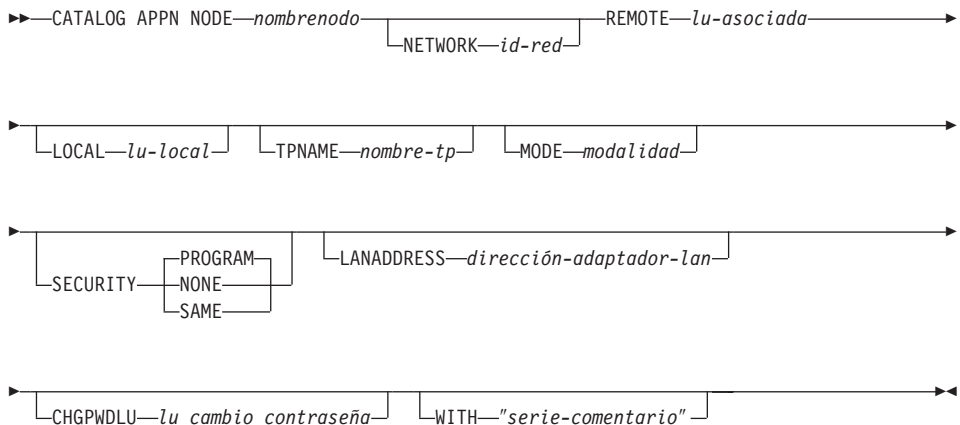 CATALOG APPN NODE nombrenodo REMOTE lu-asociada
NETWORK id-red
LOCAL lu-local TPNAME nombre-tp MODE modalidad
PROGRAM LANADDRESS dirección-adaptador-lan
SECURITY NONE
SAME
CHGPWDLU lu cambio contraseña WITH "serie-comentario"